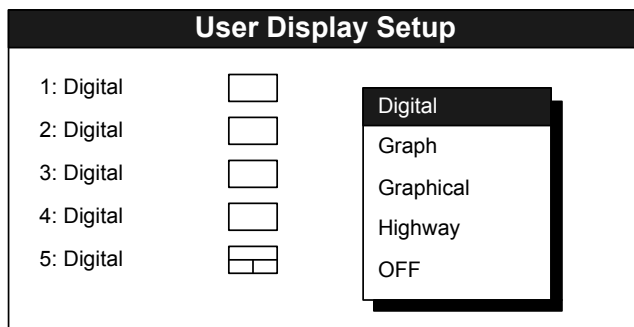 User Display Setup
1: Digital
2: Digital
3: Digital
4: Digital
5: Digital
Digital
Graph
Graphical
Highway
OFF